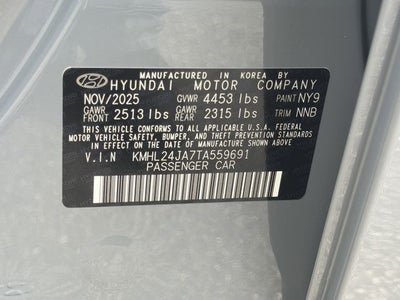 MANUFACTURED IN KOREA BY
HYUNDAI MOTOR COMPANY
NOV/2025 GVWR 4453 lbs PAINT NY9
GAWR FRONT 2513 lbs GAWR REAR 2315 lbs TRIM NNB
THIS VEHICLE CONFORMS TO ALL APPLICABLE U.S.A. FEDERAL
MOTOR VEHICLE SAFETY, BUMPER, AND THEFT PREVENTION STANDARDS
IN EFFECT ON THE DATE OF MANUFACTURE SHOWN ABOVE.
V.I.N KMHL24JA7TA559691
PASSENGER CAR